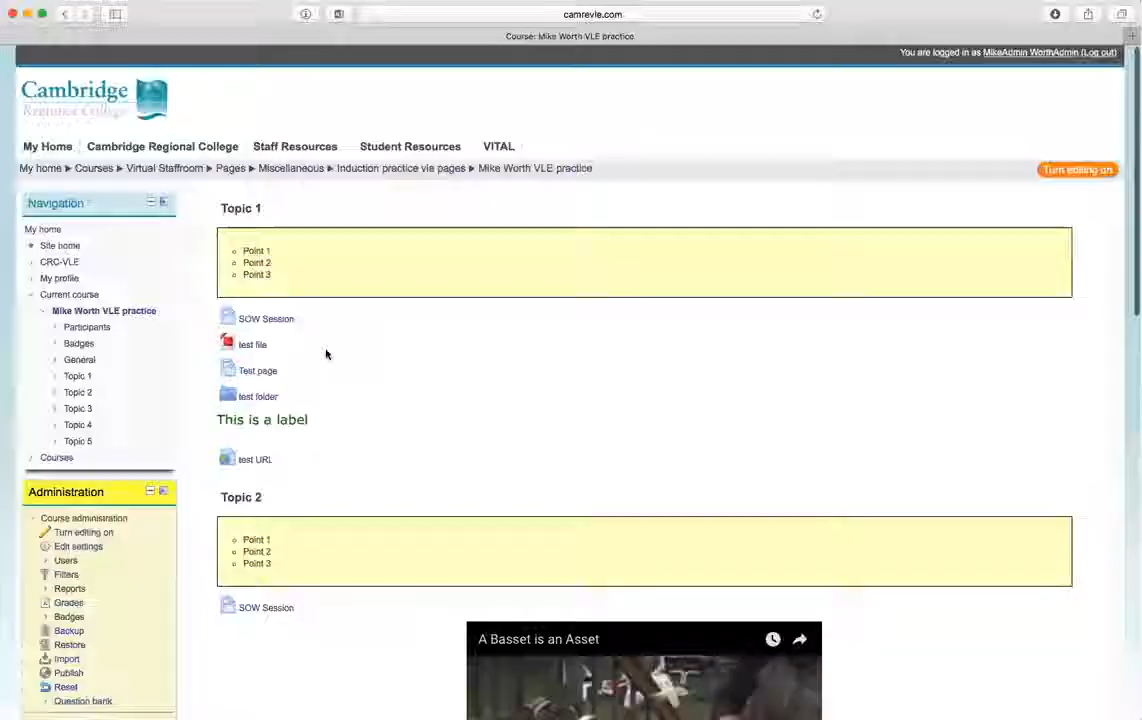 camrevle.com
Course: Mike Worth VLE practice
You are logged in as MikeAdmin WorthAdmin (Log out)
Cambridge
Regional College
My Home Cambridge Regional College Staff Resources Student Resources VITAL
My home ► Courses ► Virtual Staffroom ► Pages ► Miscellaneous ► Induction practice vle pages ► Mike Worth VLE practice
Turn editing on
Navigation
My home
Site home
CRC-VLE
My profile
Current course
Mike Worth VLE practice
Participants
Badges
General
Topic 1
Topic 2
Topic 3
Topic 4
Topic 5
Courses
Administration
Course administration
Turn editing on
Edit settings
Users
Filters
Reports
Grades
Badges
Backup
Restore
Import
Publish
Reset
Question bank
Topic 1
Point 1
Point 2
Point 3
SOW Session
test file
Test page
test folder
This is a label
test URL
Topic 2
Point 1
Point 2
Point 3
SOW Session
A Basset is an Asset